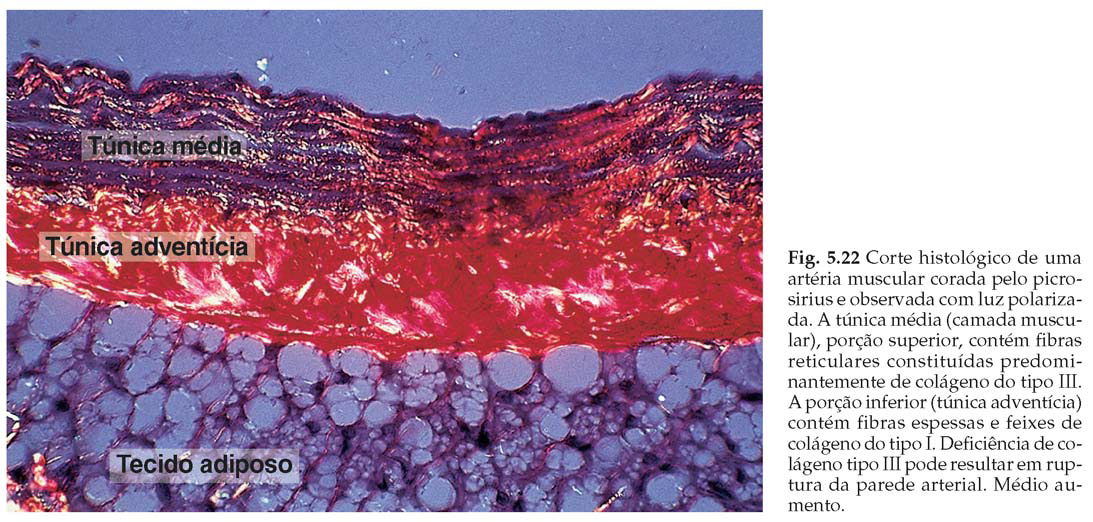 Túnica média
Túnica adventícia
Tecido adiposo
Fig. 5.22 Corte histológico de uma
artéria muscular corada pelo picro-
sirius e observada com luz polariza-
da. A túnica média (camada muscu-
lar), porção superior, contém fibras
reticulares constituídas predomi-
nantemente de colágeno do tipo III.
A porção inferior (túnica adventícia)
contém fibras espessas e feixes de
colágeno do tipo I. Deficiência de co-
lágeno tipo III pode resultar em rup-
tura da parede arterial. Médio au-
mento.